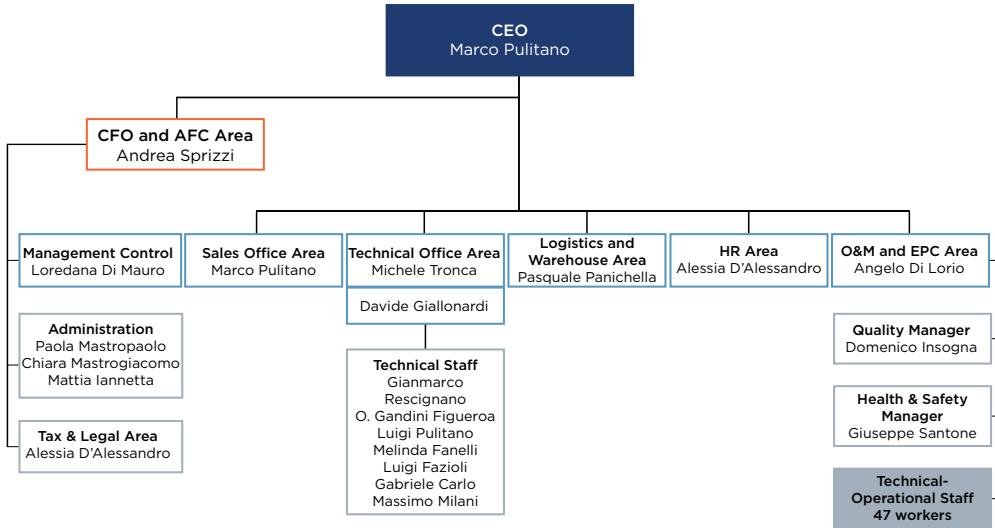 CEO
Marco Pulitano
CFO and AFC Area
Andrea Sprizzi
Management Control
Loredana Di Mauro
Sales Office Area
Marco Pulitano
Technical Office Area
Michele Tronca
Logistics and
Warehouse Area
Pasquale Panichella
HR Area
Alessia D’Alessandro
O&M and EPC Area
Angelo Di Lorio
Davide Giallonardi
Administration
Paola Mastropaolo
Chiara Mastrogiacomo
Mattia Iannetta
Tax & Legal Area
Alessia D’Alessandro
Technical Staff
Gianmarco
Rescignano
O. Gandini Figueroa
Luigi Pulitano
Melinda Fanelli
Luigi Fazioli
Gabriele Carlo
Massimo Milani
Quality Manager
Domenico Insogna
Health & Safety
Manager
Giuseppe Santone
Technical-
Operational Staff
47 workers